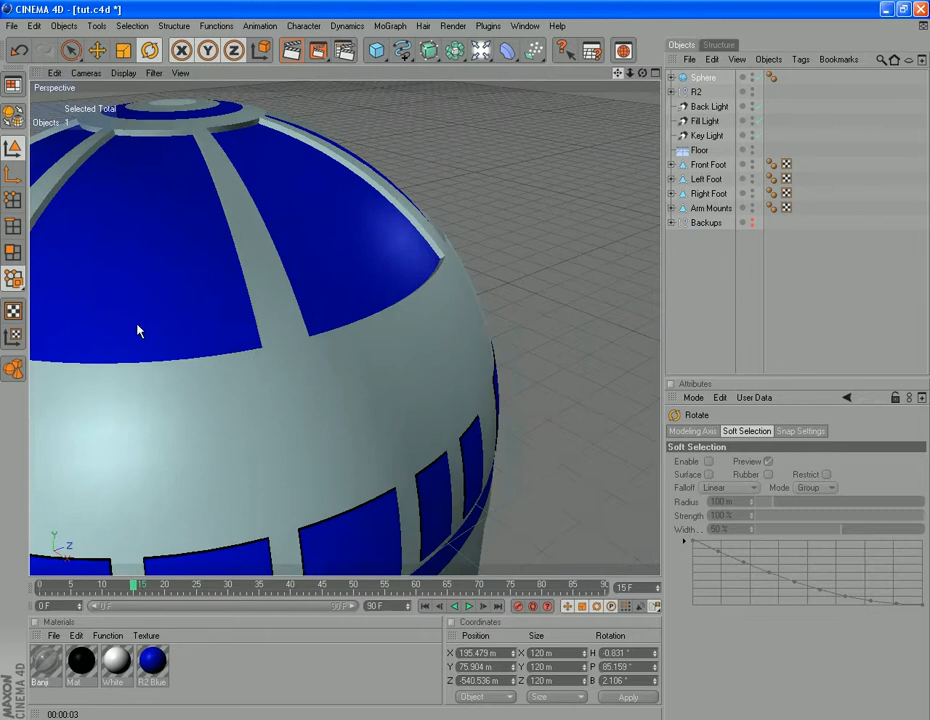 CINEMA 4D - [tut.c4d *]
File Edit Objects Tools Selection Structure Functions Animation Character Dynamics MoGraph Hair Render Plugins Window Help
X Y Z
Edit Cameras Display Filter View
Perspective
Selected Total
Objects 1
Y Z X
0 5 10 15 20 25 30 35 40 45 50 55 60 65 70 75 80 85 90 15 F
0 F 0 F 90 F 90 F
Materials
File Edit Function Texture
Banji Mat White R2 Blue
Coordinates
Position Size Rotation
X 195.479 m X 120 m H -0.831 °
Y 75.904 m Y 120 m P 85.159 °
Z -540.536 m Z 120 m B 2.106 °
Object Size Apply
MAXON CINEMA 4D
00:00:03
Objects Structure
File Edit View Objects Tags Bookmarks
Sphere
R2
Back Light
Fill Light
Key Light
Floor
Front Foot
Left Foot
Right Foot
Arm Mounts
Backups
Attributes
Mode Edit User Data
Rotate
Modeling Axis Soft Selection Snap Settings
Soft Selection
Enable Preview
Surface Rubber Restrict
Falloff Linear Mode Group
Radius 100 m
Strength 100 %
Width . . 50 %